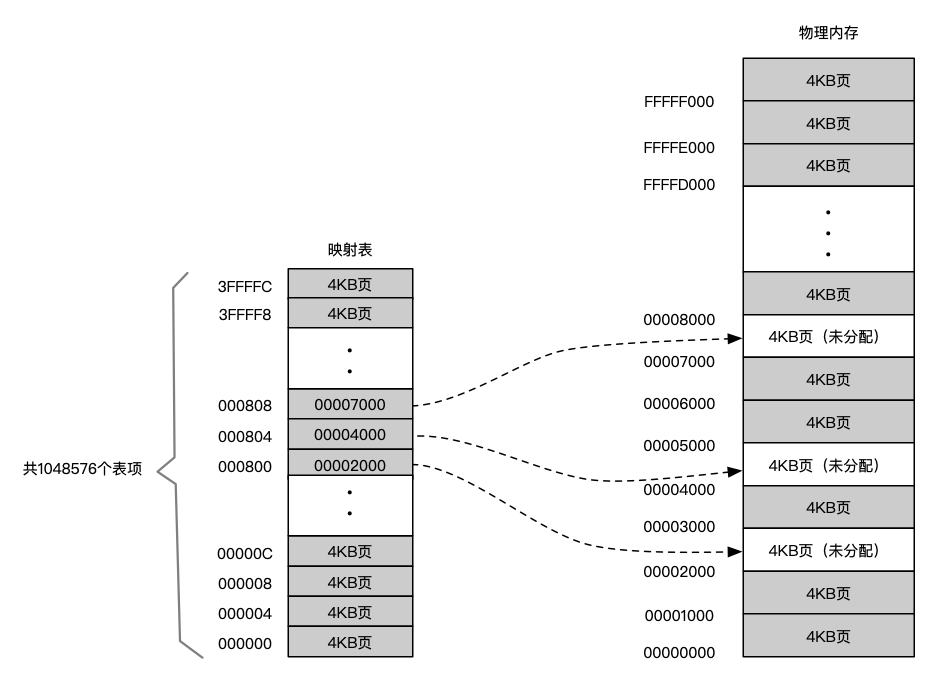 物理内存
4KB页
FFFFF000
4KB页
FFFFE000
4KB页
FFFFD000
映射表
3FFFFC 4KB页
4KB页
3FFFF8 4KB页
00008000
4KB页（未分配）
00007000
4KB页
000808 00007000
00006000
4KB页
000804 00004000
00005000
共1048576个表项
000800 00002000
4KB页（未分配）
00004000
4KB页
00003000
00000C 4KB页
4KB页（未分配）
00002000
000008 4KB页
4KB页
000004 4KB页
00001000
000000 4KB页
4KB页
00000000